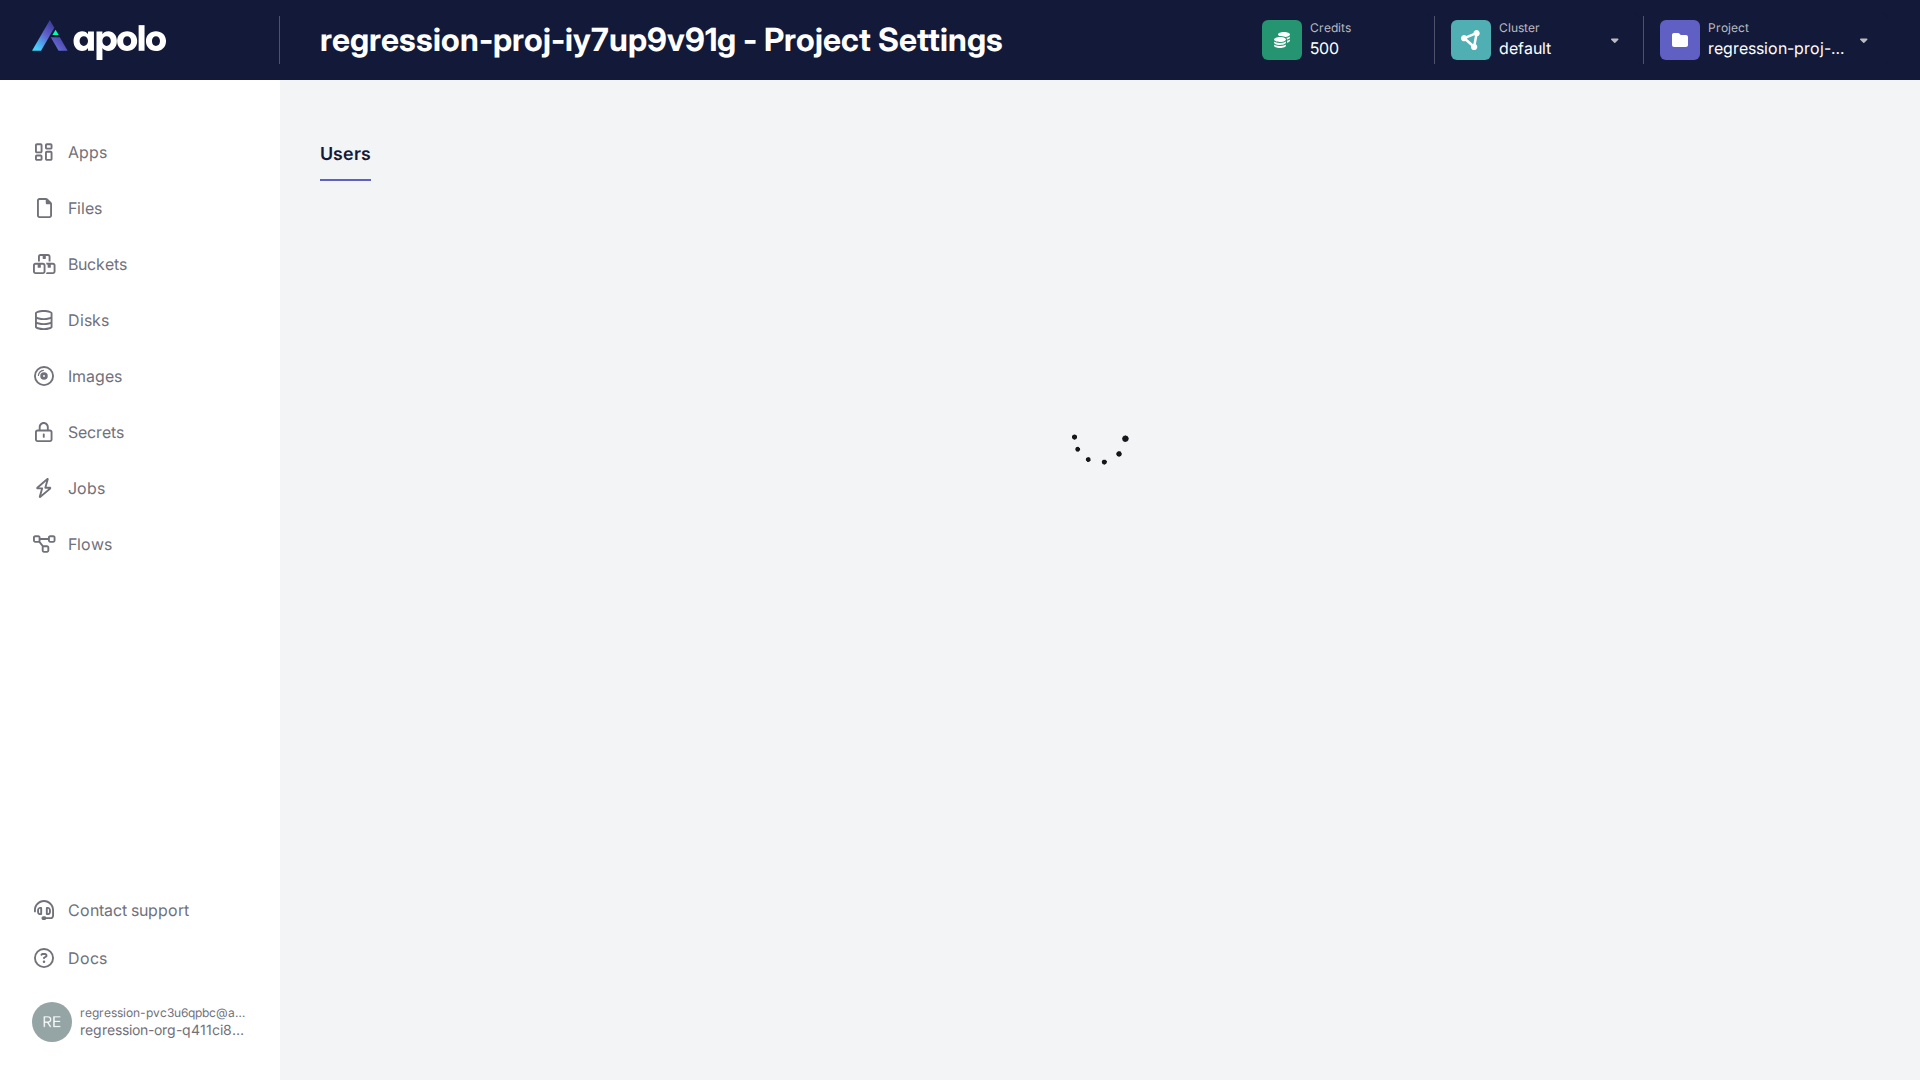 apolo
regression-proj-iy7up9v91g - Project Settings
Credits
500
Cluster
default
Project
regression-proj-...
Apps
Files
Buckets
Disks
Images
Secrets
Jobs
Flows
Users
Contact support
Docs
RE
regression-pvc3u6qpbc@a...
regression-org-q411ci8...